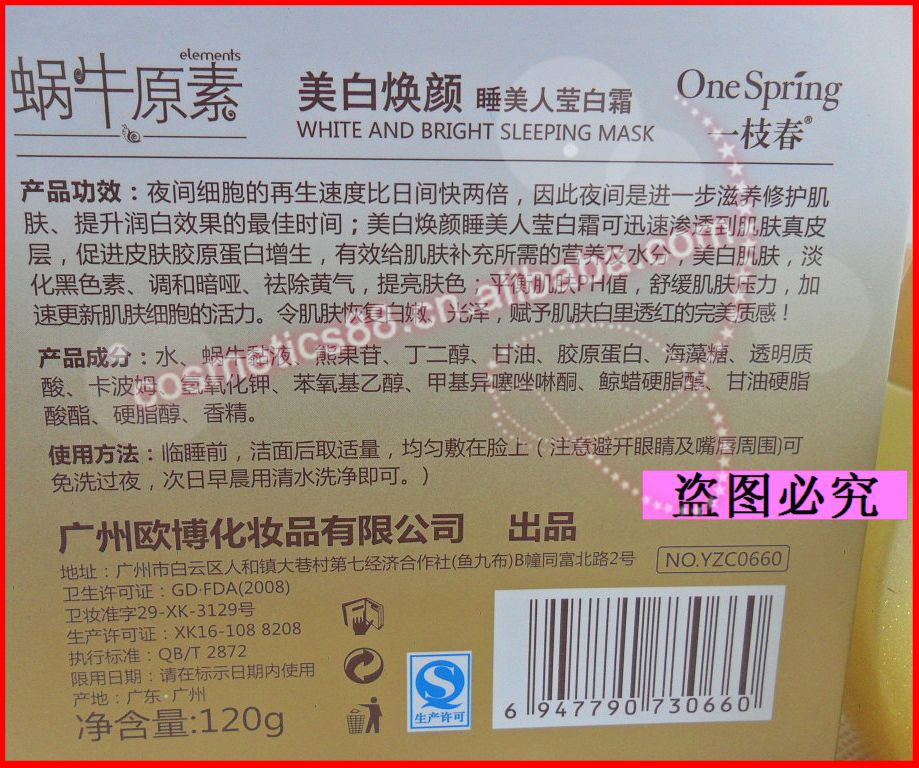 elements
蜗牛原素
美白焕颜 睡美人莹白霜
WHITE AND BRIGHT SLEEPING MASK
One Spring
一枝春®
产品功效：夜间细胞的再生速度比日间快两倍，因此夜间是进一步滋养修护肌
肤、提升润白效果的最佳时间；美白焕颜睡美人莹白霜可迅速渗透到肌肤真皮
层，促进皮肤胶原蛋白增生，有效给肌肤补充所需的营养及水分，美白肌肤，淡
化黑色素、调和暗哑、祛除黄气，提亮肤色；平衡肌肤PH值，舒缓肌肤压力，加
速更新肌肤细胞的活力。令肌肤恢复白嫩、光泽，赋予肌肤白里透红的完美质感！
cosmetics88.cn.alibaba.com
产品成分：水、蜗牛黏液、熊果苷、丁二醇、甘油、胶原蛋白、海藻糖、透明质
酸、卡波姆、氢氧化钾、苯氧基乙醇、甲基异噻唑啉酮、鲸蜡硬脂醇、甘油硬脂
酸酯、硬脂醇、香精。
使用方法：临睡前，洁面后取适量，均匀敷在脸上（注意避开眼睛及嘴唇周围)可
免洗过夜，次日早晨用清水洗净即可。）
盗图必究
广州欧博化妆品有限公司 出品
地址：广州市白云区人和镇大巷村第七经济合作社(鱼九布)B幢同富北路2号
NO.YZC0660
卫生许可证：GD·FDA(2008)
卫妆准字29-XK-3129号
生产许可证：XK16-108 8208
执行标准：QB/T 2872
限用日期：请在标示日期内使用
产地：广东·广州
净含量:120g
生产许可
6 947790 730660